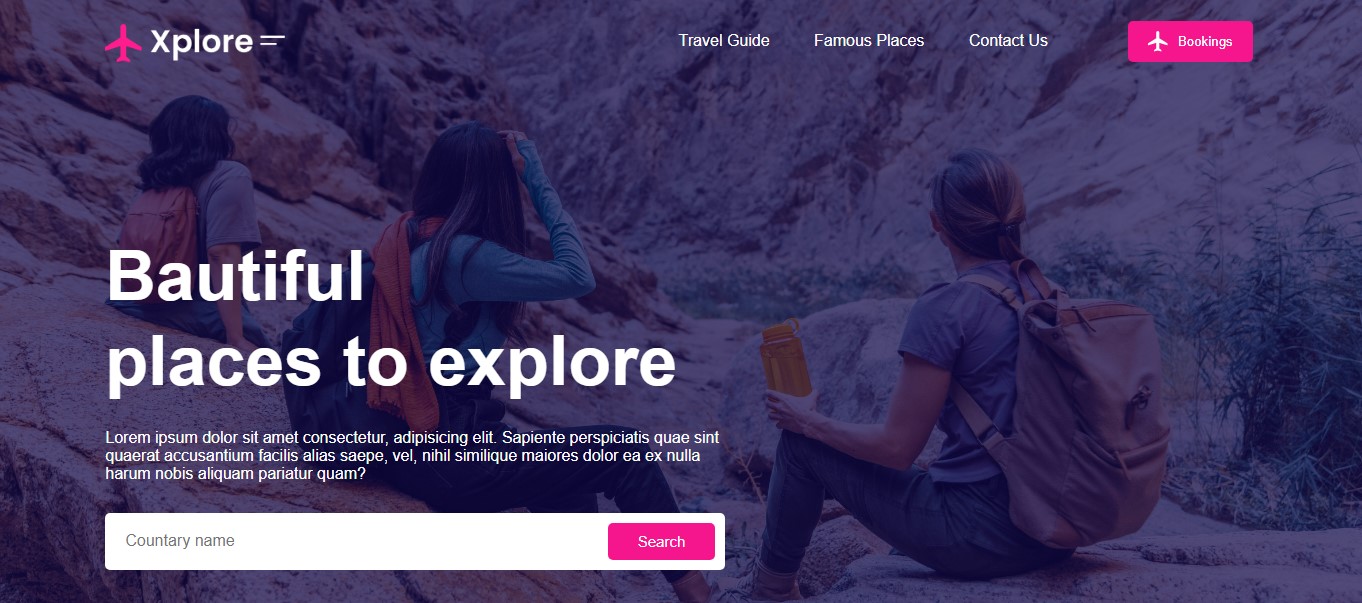 Xplore
Travel Guide
Famous Places
Contact Us
Bookings
Bautiful
places to explore
Lorem ipsum dolor sit amet consectetur, adipisicing elit. Sapiente perspiciatis quae sint
quaerat accusantium facilis alias saepe, vel, nihil similique maiores dolor ea ex nulla
harum nobis aliquam pariatur quam?
Countary name
Search